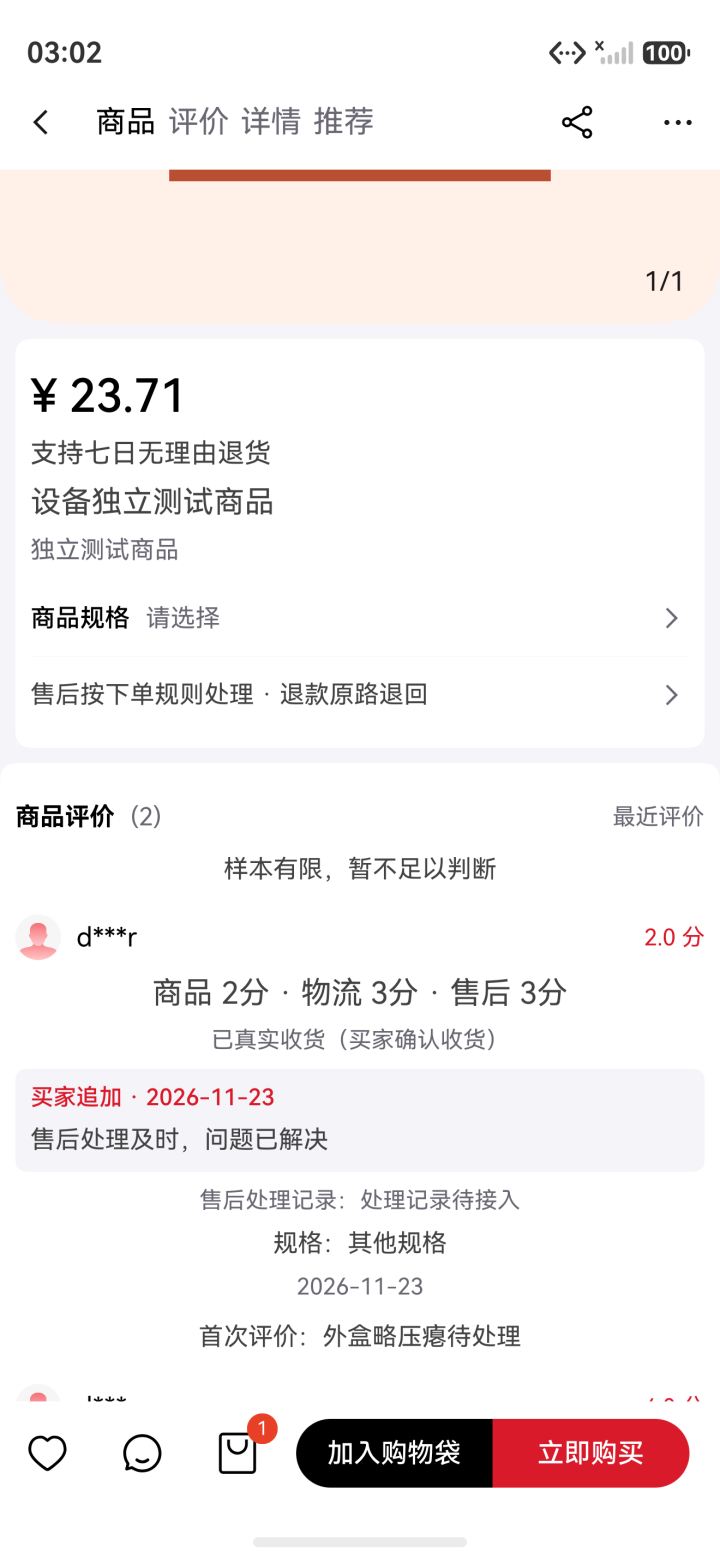 03:02
100
商品 评价 详情 推荐
1/1
¥ 23.71
支持七日无理由退货
设备独立测试商品
独立测试商品
商品规格 请选择
售后按下单规则处理 · 退款原路退回
商品评价 (2) 最近评价
样本有限，暂不足以判断
d***r 2.0 分
商品 2分 · 物流 3分 · 售后 3分
已真实收货（买家确认收货）
买家追加 · 2026-11-23
售后处理及时，问题已解决
售后处理记录：处理记录待接入
规格：其他规格
2026-11-23
首次评价：外盒略压瘪待处理
1
加入购物袋 立即购买